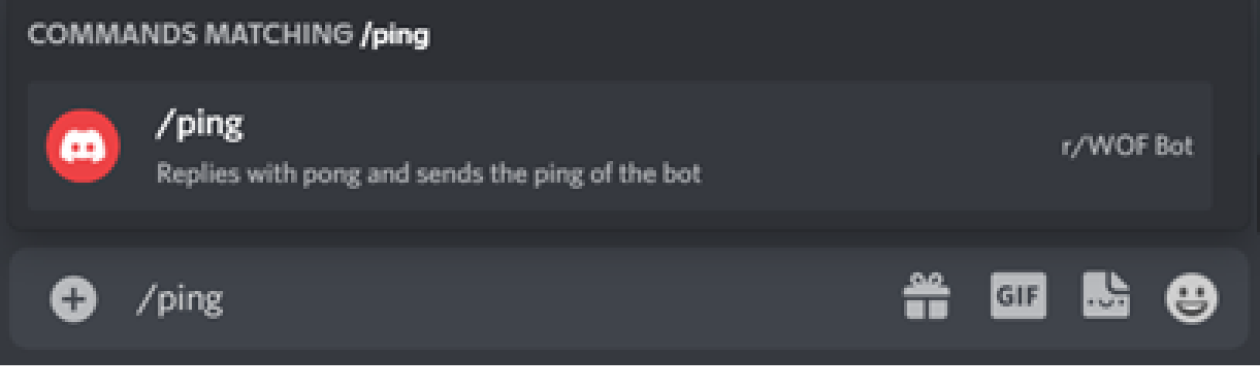 COMMANDS MATCHING /ping
/ping
Replies with pong and sends the ping of the bot
r/WOF Bot
/ping
GIF